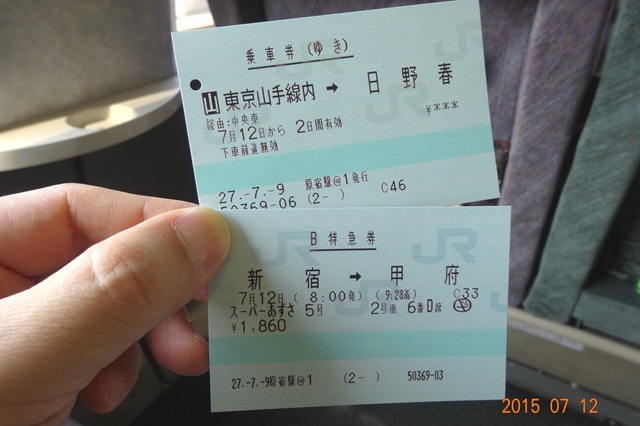 乗車券(ゆき)
山 東京山手線内 → 日野春
経由:中央東
¥***
7月12日から 2日間有効
下車前途無効
27.-7.-9 原宿駅@1発行 C46
50369-06 (2- )
B特急券
新宿 → 甲府
7月12日 (8:00発) (9:28着) C33
スーパーあずさ 5号 2号車 6番D席
¥1,860
27.-7.-9原宿駅@1 (2- ) 50369-03
JR
JR
2015 07 12